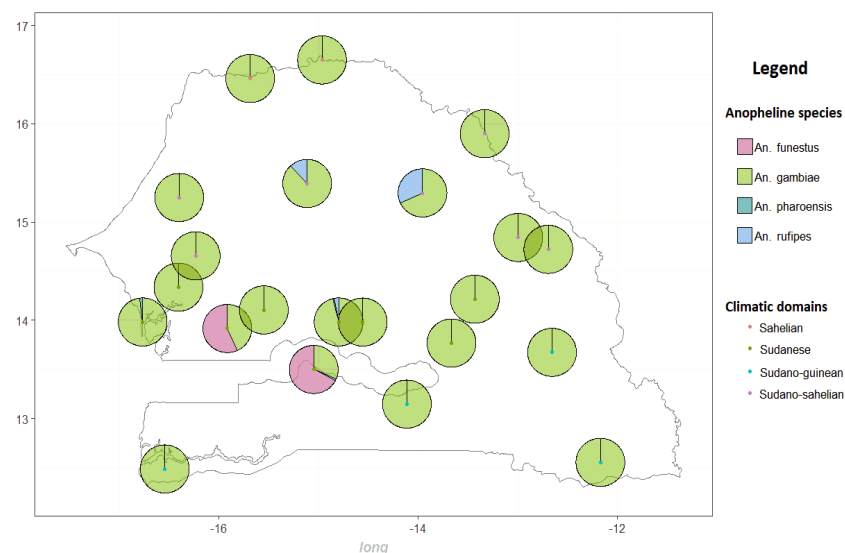 17
16
15
14
13
-16
-14
-12
long
Legend
Anopheline species
An. funestus
An. gambiae
An. pharoensis
An. rufipes
Climatic domains
Sahelian
Sudanese
Sudano-guinean
Sudano-sahelian